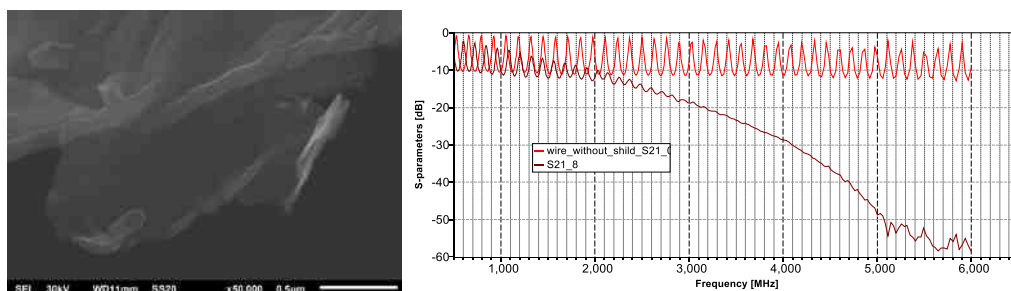 SEI 30kV WD11mm SS20 x50,000 0.5µm
S-parameters [dB]
0
-10
-20
-30
-40
-50
-60
wire_without_shild_S21_
S21_8
1,000 2,000 3,000 4,000 5,000 6,000
Frequency [MHz]